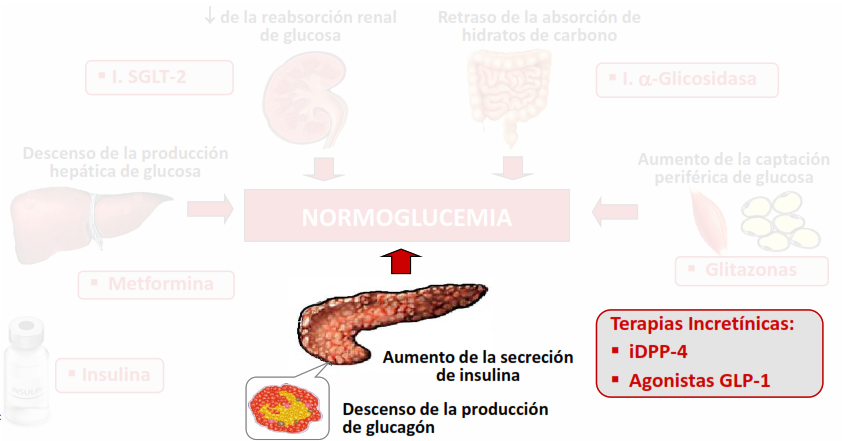 ↓ de la reabsorción renal
de glucosa
Retraso de la absorción de
hidratos de carbono
▪ I. SGLT-2
▪ I. α-Glicosidasa
Descenso de la producción
hepática de glucosa
Aumento de la captación
periférica de glucosa
NORMOGLUCEMIA
▪ Metformina
▪ Glitazonas
▪ Insulina
Aumento de la secreción
de insulina
Descenso de la producción
de glucagón
Terapias Incretínicas:
▪ iDPP-4
▪ Agonistas GLP-1